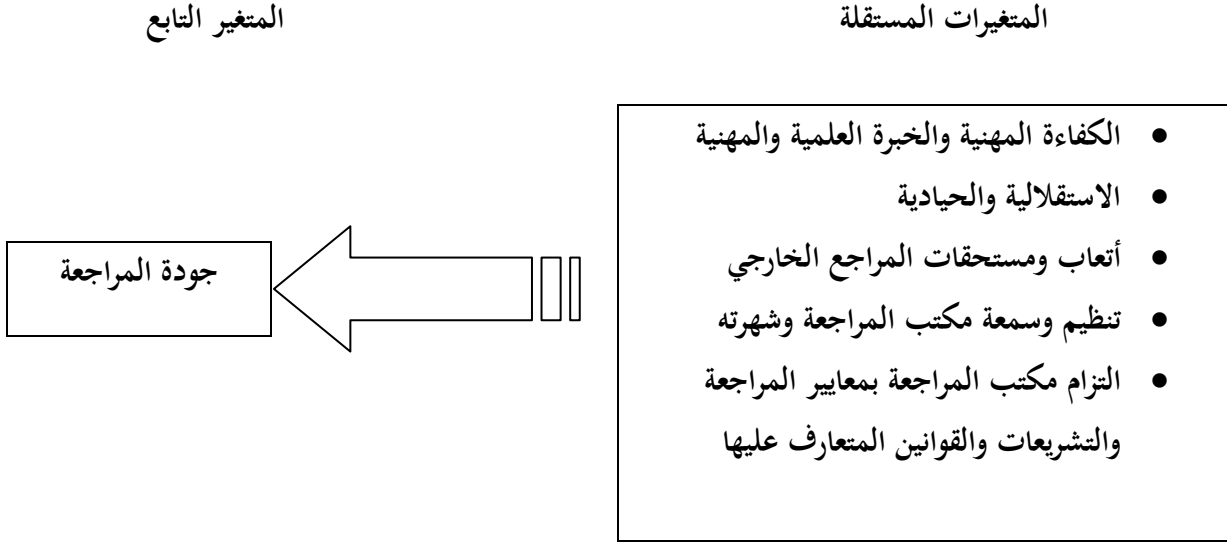 المتغيرات المستقلة
المتغير التابع
• الكفاءة المهنية والخبرة العلمية والمهنية
• الاستقلالية والحيادية
• أتعاب ومستحقات المراجع الخارجي
• تنظيم وسمعة مكتب المراجعة وشهرته
• التزام مكتب المراجعة بمعايير المراجعة
والتشريعات والقوانين المتعارف عليها
جودة المراجعة